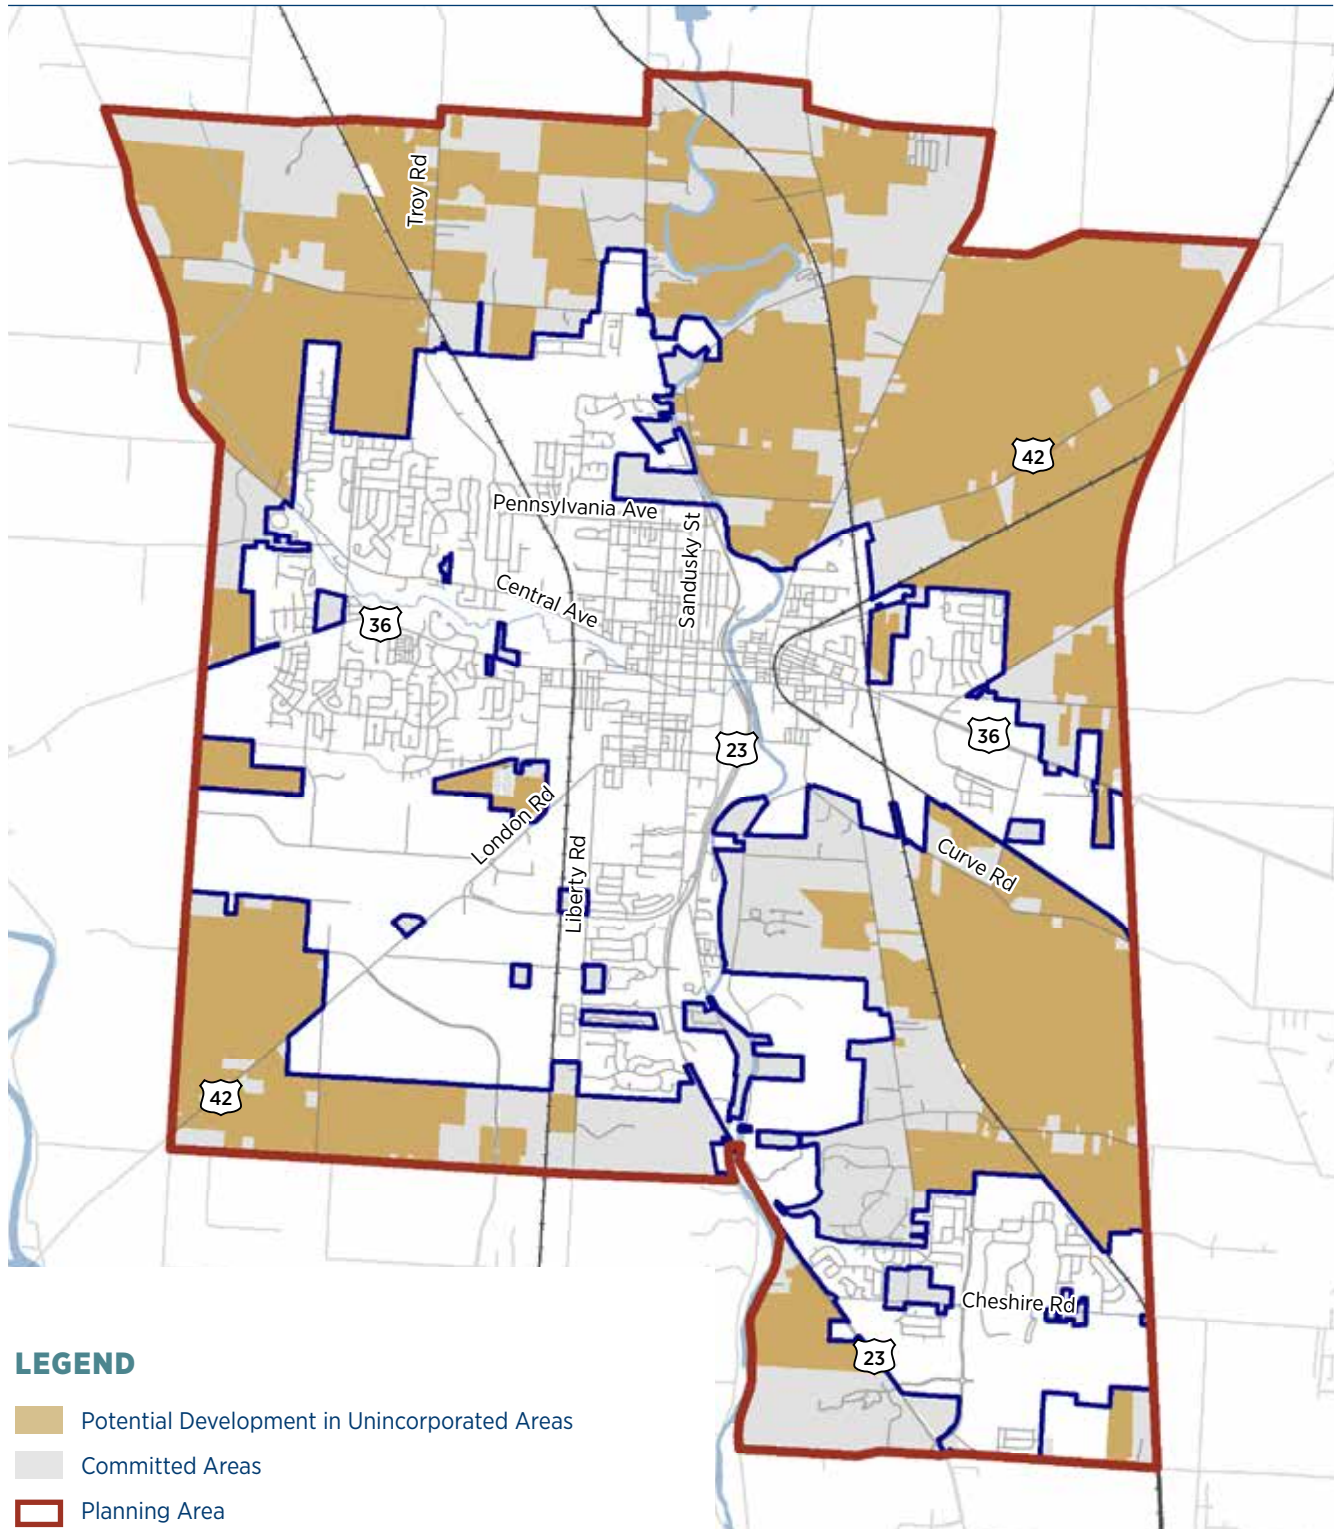 Troy Rd
42
Pennsylvania Ave
Sandusky St
Central Ave
36
36
23
London Rd
Curve Rd
Liberty Rd
42
Cheshire Rd
23
LEGEND
Potential Development in Unincorporated Areas
Committed Areas
Planning Area